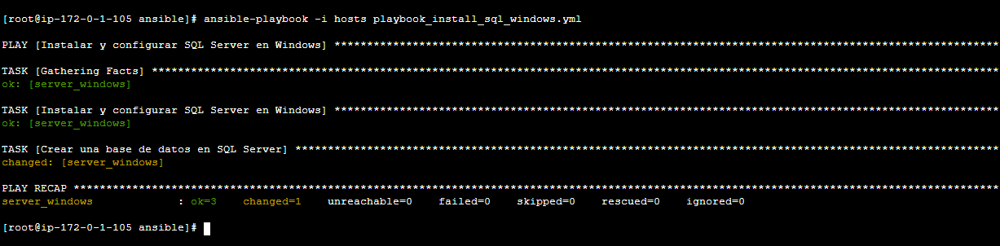 [root@ip-172-0-1-105 ansible]# ansible-playbook -i hosts playbook_install_sql_windows.yml
PLAY [Instalar y configurar SQL Server en Windows] ******************************************************************************************************
TASK [Gathering Facts] **********************************************************************************************************************************
ok: [server_windows]
TASK [Instalar y configurar SQL Server en Windows] ******************************************************************************************************
ok: [server_windows]
TASK [Crear una base de datos en SQL Server] ************************************************************************************************************
changed: [server_windows]
PLAY RECAP **********************************************************************************************************************************************
server_windows             : ok=3    changed=1    unreachable=0    failed=0    skipped=0    rescued=0    ignored=0
[root@ip-172-0-1-105 ansible]#